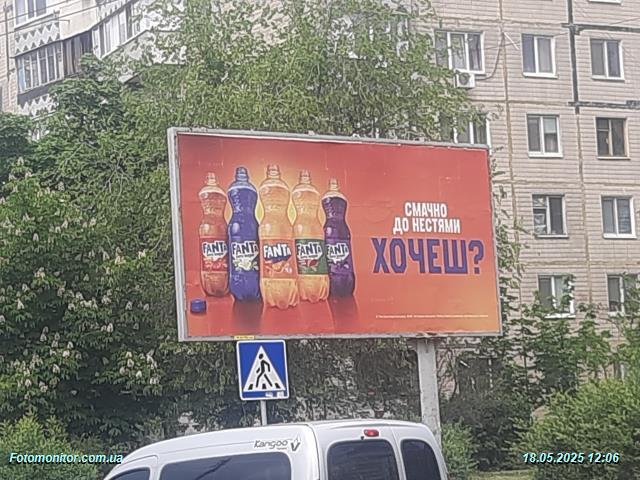 СМАЧНО
ДО НЕСТЯМИ
ХОЧЕШ?
FANTA
FANTA
FANTA
FANTA
FANTA
Kangoo
Fotomonitor.com.ua
18.05.2025 12:06